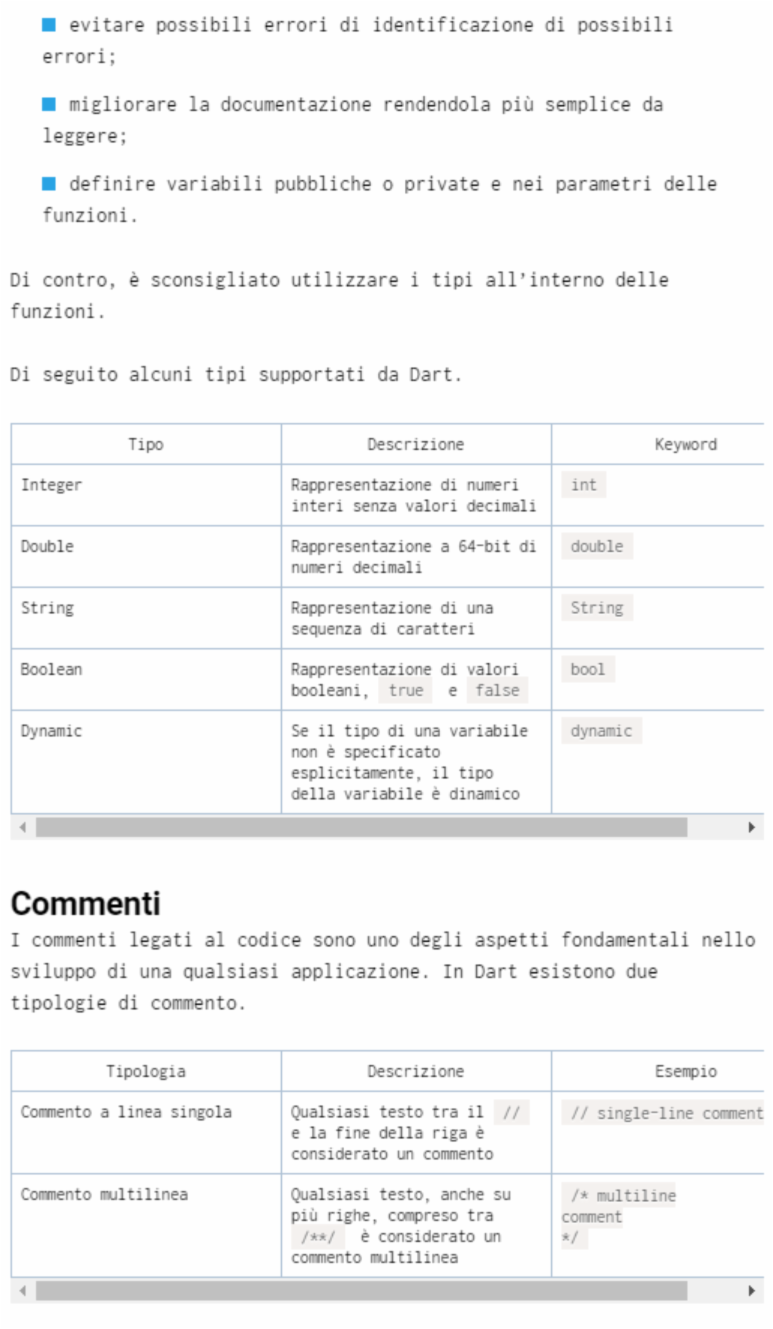 evitare possibili errori di identificazione di possibili
errori;
migliorare la documentazione rendendola più semplice da
leggere;
definire variabili pubbliche o private e nei parametri delle
funzioni.
Di contro, è sconsigliato utilizzare i tipi all’interno delle
funzioni.
Di seguito alcuni tipi supportati da Dart.
Tipo Descrizione Keyword
Integer Rappresentazione di numeri int
interi senza valori decimali
Double Rappresentazione a 64-bit di double
numeri decimali
String Rappresentazione di una String
sequenza di caratteri
Boolean Rappresentazione di valori bool
booleani, true e false
Dynamic Se il tipo di una variabile dynamic
non è specificato
esplicitamente, il tipo
della variabile è dinamico
Commenti
I commenti legati al codice sono uno degli aspetti fondamentali nello
sviluppo di una qualsiasi applicazione. In Dart esistono due
tipologie di commento.
Tipologia Descrizione Esempio
Commento a linea singola Qualsiasi testo tra il // // single-line comment
e la fine della riga è
considerato un commento
Commento multilinea Qualsiasi testo, anche su /* multiline
più righe, compreso tra comment
/**/ è considerato un */
commento multilinea